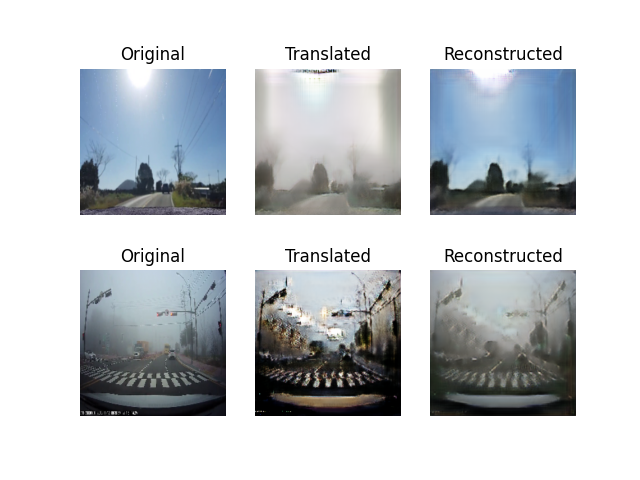 Original
Translated
Reconstructed
Original
Translated
Reconstructed